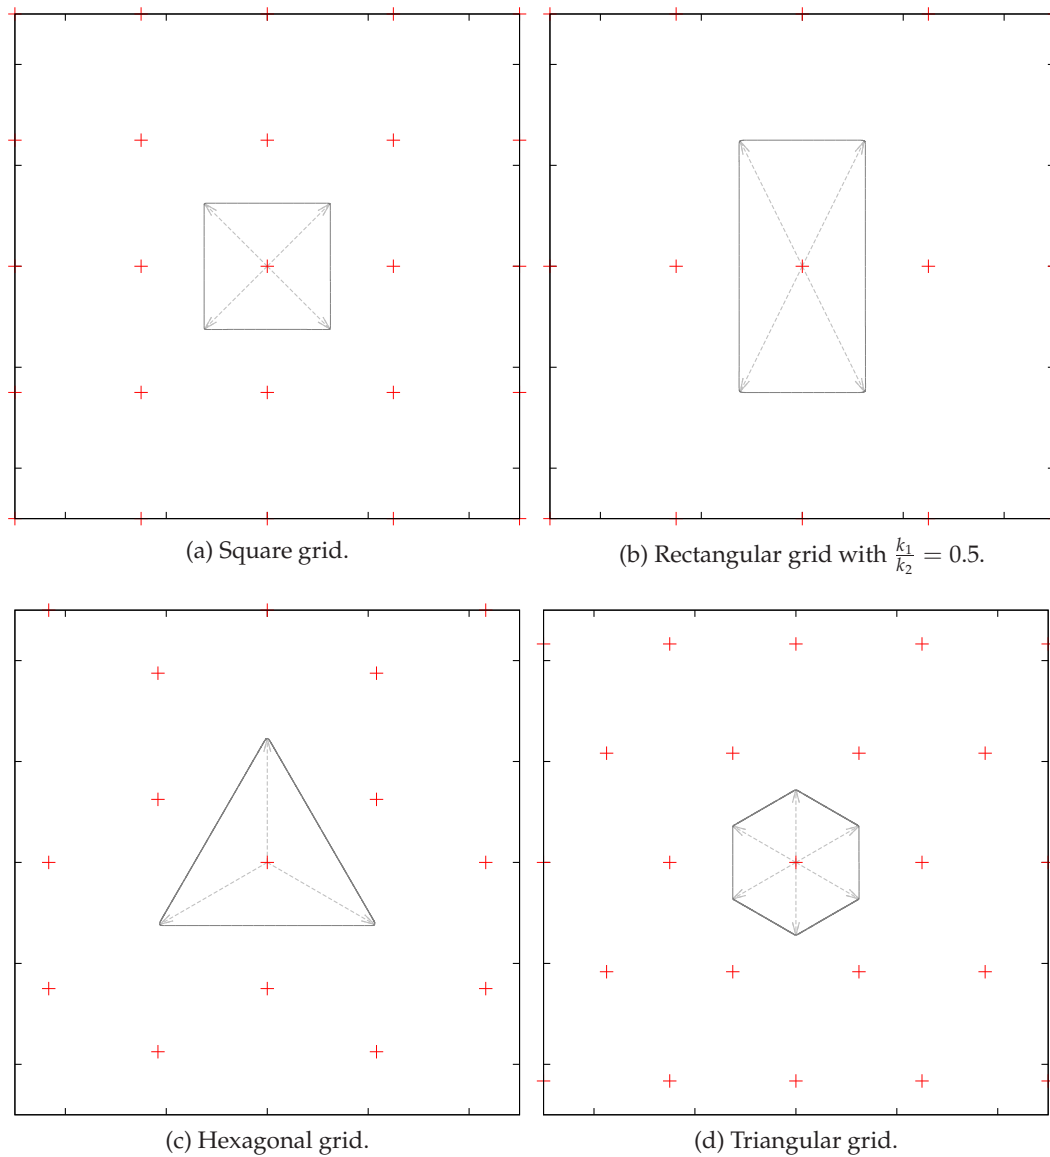 (a) Square grid.
(b) Rectangular grid with k₁/k₂ = 0.5.
(c) Hexagonal grid.
(d) Triangular grid.